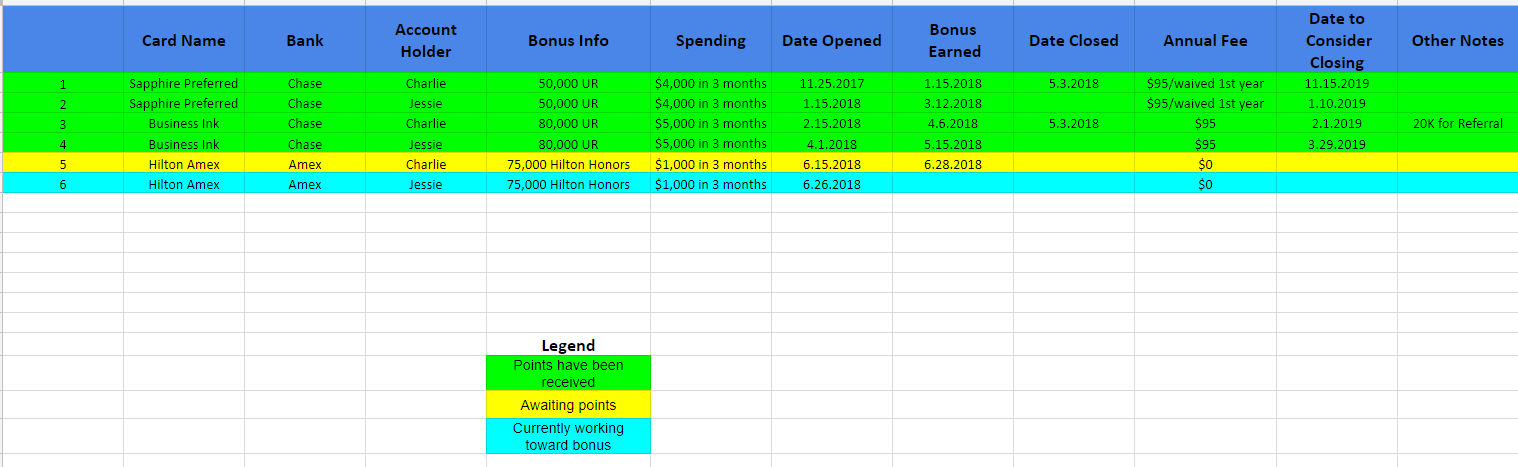 Card Name Bank Account Holder Bonus Info Spending Date Opened Bonus Earned Date Closed Annual Fee Date to Consider Closing Other Notes
1 Sapphire Preferred Chase Charlie 50,000 UR $4,000 in 3 months 11.25.2017 1.15.2018 5.3.2018 $95/waived 1st year 11.15.2019
2 Sapphire Preferred Chase Jessie 50,000 UR $4,000 in 3 months 1.15.2018 3.12.2018 $95/waived 1st year 1.10.2019
3 Business Ink Chase Charlie 80,000 UR $5,000 in 3 months 2.15.2018 4.6.2018 5.3.2018 $95 2.1.2019 20K for Referral
4 Business Ink Chase Jessie 80,000 UR $5,000 in 3 months 4.1.2018 5.15.2018 $95 3.29.2019
5 Hilton Amex Amex Charlie 75,000 Hilton Honors $1,000 in 3 months 6.15.2018 6.28.2018 $0
6 Hilton Amex Amex Jessie 75,000 Hilton Honors $1,000 in 3 months 6.26.2018 $0
Legend
Points have been
received
Awaiting points
Currently working
toward bonus